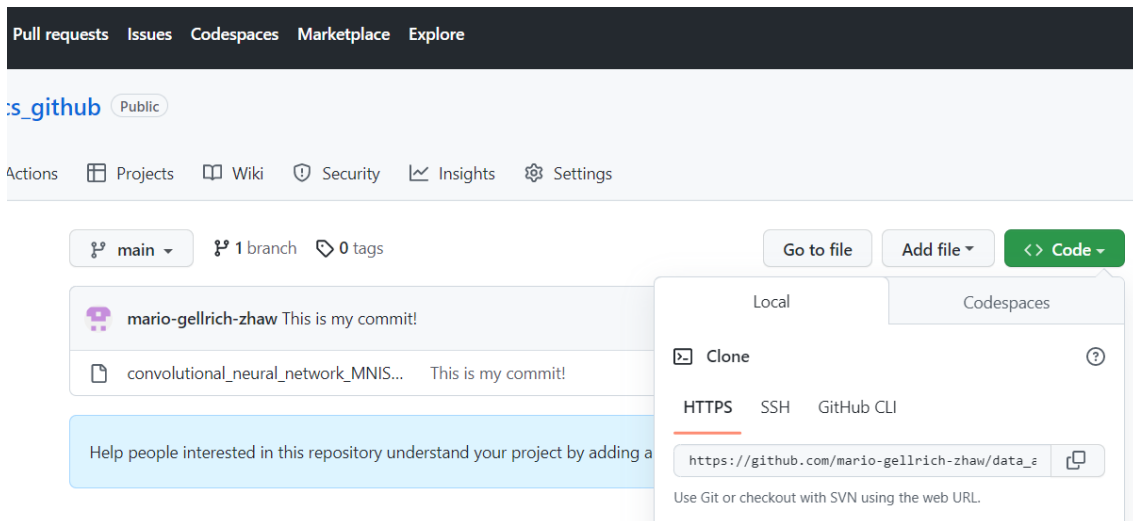 Pull requests Issues Codespaces Marketplace Explore
cs_github Public
Actions Projects Wiki Security Insights Settings
main 1 branch 0 tags Go to file Add file <> Code
Local Codespaces
mario-gellrich-zhaw This is my commit!
Clone
convolutional_neural_network_MNIS... This is my commit!
HTTPS SSH GitHub CLI
Help people interested in this repository understand your project by adding a
https://github.com/mario-gellrich-zhaw/data_a
Use Git or checkout with SVN using the web URL.